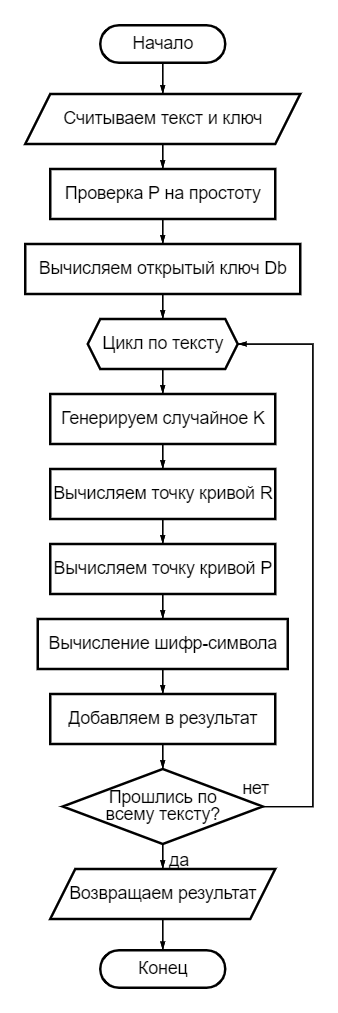 Начало
Считываем текст и ключ
Проверка P на простоту
Вычисляем открытый ключ Db
Цикл по тексту
Генерируем случайное K
Вычисляем точку кривой R
Вычисляем точку кривой P
Вычисление шифр-символа
Добавляем в результат
нет
Прошлись по
всему тексту?
да
Возвращаем результат
Конец